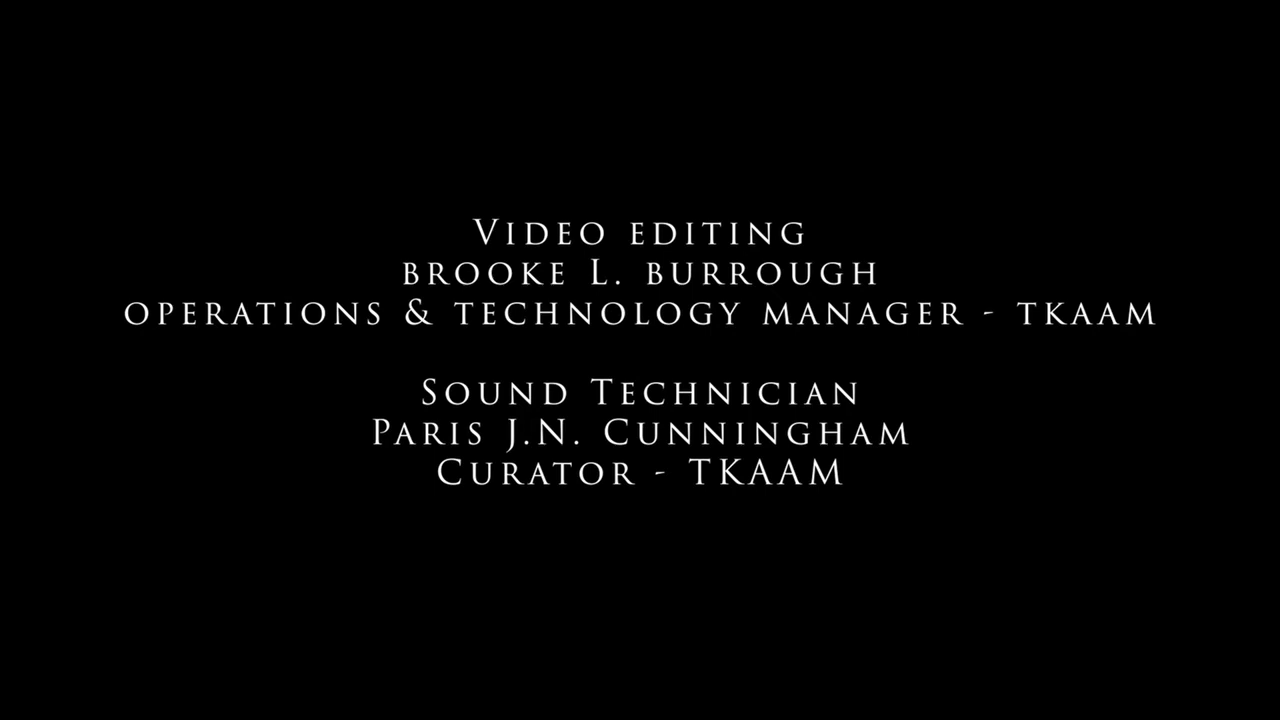 Video editing
brooke L. burrough
operations & technology manager - tkaam
Sound Technician
Paris J.N. Cunningham
Curator - TKAAM